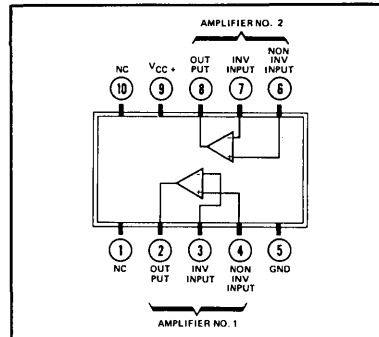 AMPLIFIER NO. 2
NC VCC + OUT PUT INV INPUT NON INV INPUT
10 9 8 7 6
- +
- +
1 2 3 4 5
NC OUT PUT INV INPUT NON INV INPUT GND
AMPLIFIER NO. 1